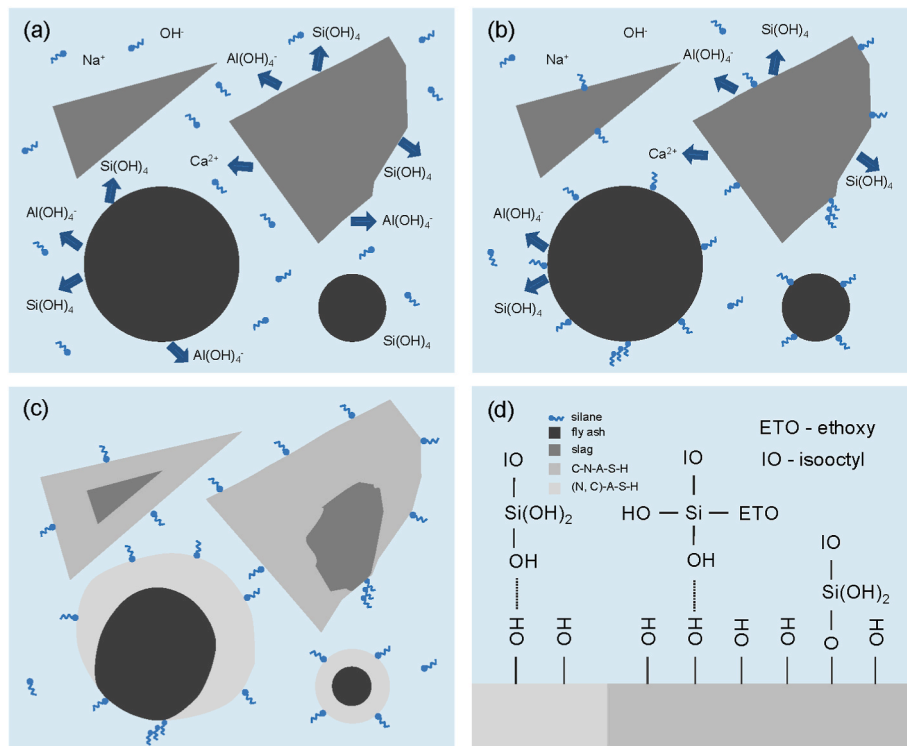 (a)
OH-
Si(OH)4
Na+
Al(OH)4-
Si(OH)4
Ca2+
Si(OH)4
Al(OH)4-
Al(OH)4-
Si(OH)4
Si(OH)4
Al(OH)4-
(b)
OH-
Si(OH)4
Na+
Al(OH)4-
Ca2+
Si(OH)4
Al(OH)4-
Si(OH)4
(c)
(d)
silane
fly ash
slag
C-N-A-S-H
(N, C)-A-S-H
ETO - ethoxy
IO - isooctyl
IO
Si(OH)2
OH
HO
HO
IO
HO
Si
ETO
OH
HO
HO
HO
HO
IO
Si(OH)2
O
HO